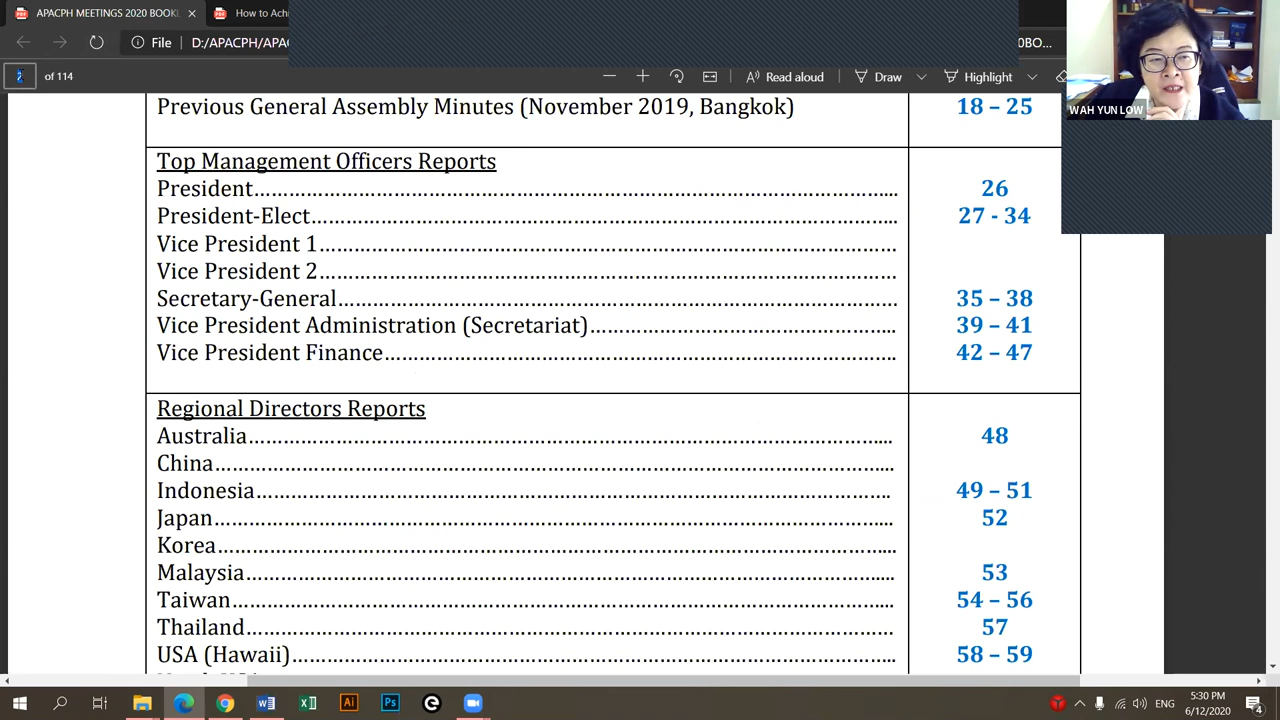 APACPH MEETINGS 2020 BOOKL
How to Achi
File
D:/APACPH/APA
0BO...
2
of 114
Read aloud
Draw
Highlight
WAH YUN LOW
Previous General Assembly Minutes (November 2019, Bangkok) 18 – 25
Top Management Officers Reports
President........................................ 26
President-Elect........................................ 27 - 34
Vice President 1........................................
Vice President 2........................................
Secretary-General........................................ 35 – 38
Vice President Administration (Secretariat)........................................ 39 – 41
Vice President Finance........................................ 42 – 47
Regional Directors Reports
Australia........................................ 48
China........................................
Indonesia........................................ 49 – 51
Japan........................................ 52
Korea........................................
Malaysia........................................ 53
Taiwan........................................ 54 – 56
Thailand........................................ 57
USA (Hawaii)........................................ 58 – 59
ENG
5:30 PM
6/12/2020
4